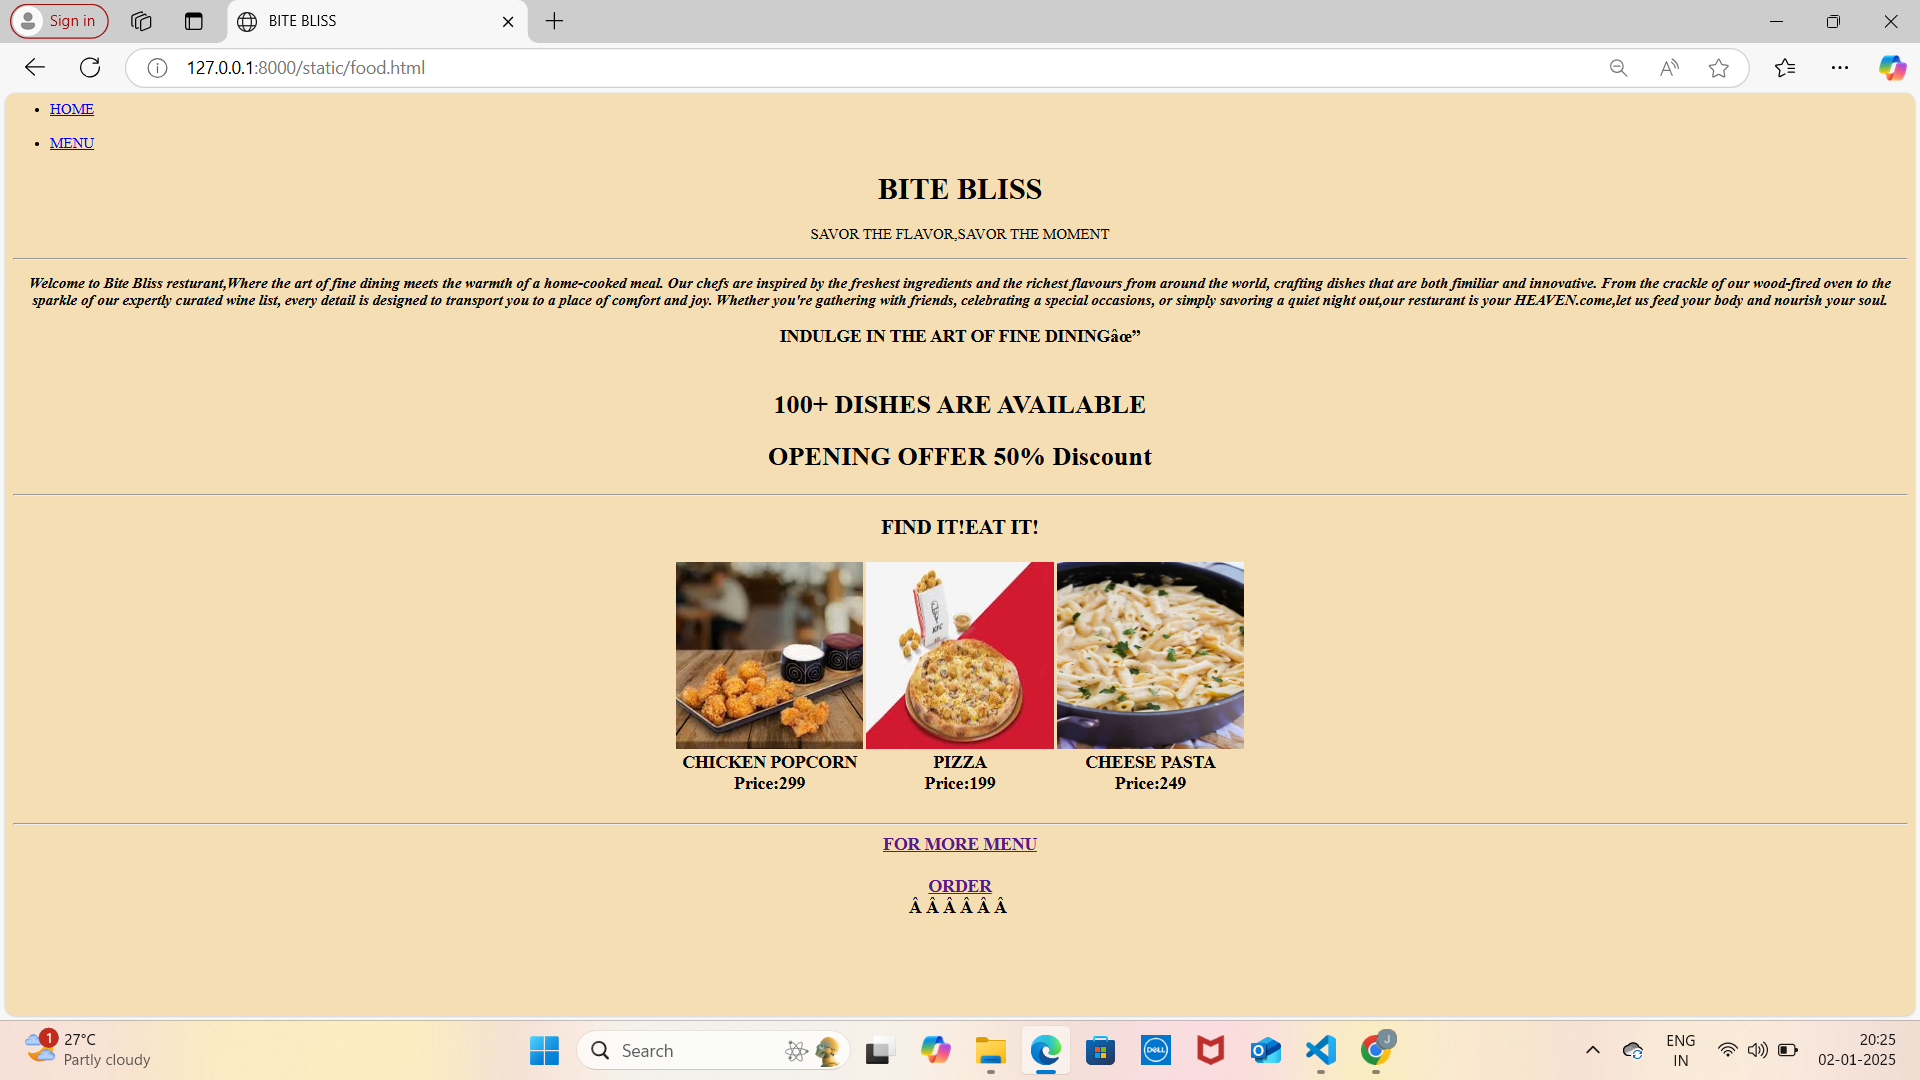 Sign in
BITE BLISS
127.0.0.1:8000/static/food.html
HOME
MENU
BITE BLISS
SAVOR THE FLAVOR,SAVOR THE MOMENT
Welcome to Bite Bliss resturant,Where the art of fine dining meets the warmth of a home-cooked meal. Our chefs are inspired by the freshest ingredients and the richest flavours from around the world, crafting dishes that are both fimiliar and innovative. From the crackle of our wood-fired oven to the
sparkle of our expertly curated wine list, every detail is designed to transport you to a place of comfort and joy. Whether you're gathering with friends, celebrating a special occasions, or simply savoring a quiet night out,our resturant is your HEAVEN.come,let us feed your body and nourish your soul.
INDULGE IN THE ART OF FINE DININGâœ”
100+ DISHES ARE AVAILABLE
OPENING OFFER 50% Discount
FIND IT!EAT IT!
KFC
CHICKEN POPCORN
Price:299
PIZZA
Price:199
CHEESE PASTA
Price:249
FOR MORE MENU
ORDER
Â Â Â Â Â Â
1
27°C
Partly cloudy
Search
DELL
J
ENG
IN
20:25
02-01-2025